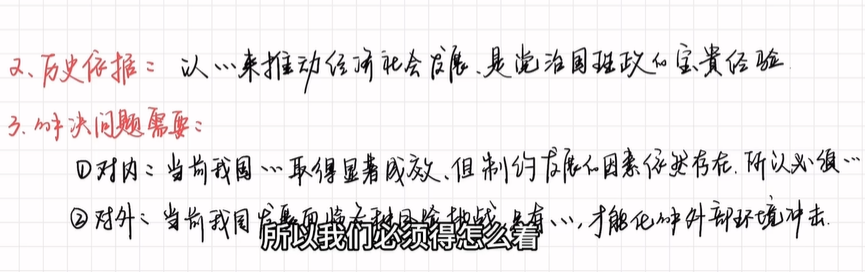 2、历史依据：以…来推动经济社会发展、是党治国理政的宝贵经验
3.解决问题需要：
①对内：当前我国…取得显著成效、但制约发展的因素依然存在.所以必须…
②对外：当前我国发展面临各种风险挑战,只有…,才能化解外部环境冲击.
所以我们必须得怎么着